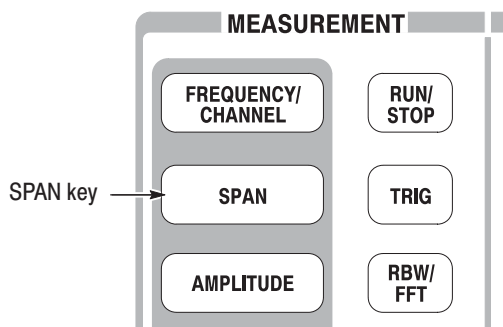 MEASUREMENT
FREQUENCY/
CHANNEL
RUN/
STOP
SPAN key
SPAN
TRIG
AMPLITUDE
RBW/
FFT